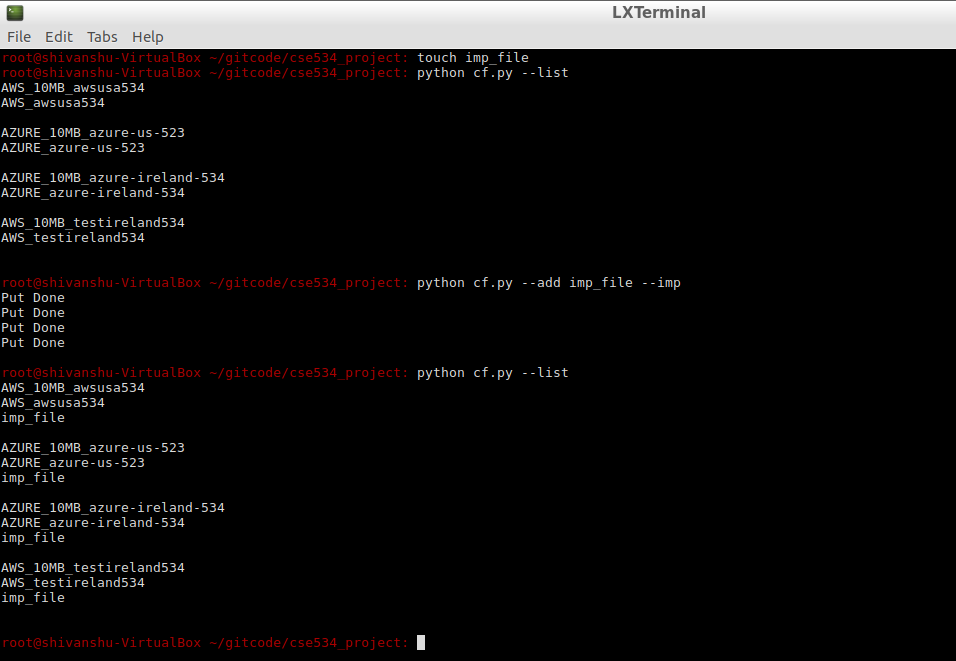 LXTerminal
File Edit Tabs Help
root@shivanshu-VirtualBox ~/gitcode/cse534_project: touch imp_file
root@shivanshu-VirtualBox ~/gitcode/cse534_project: python cf.py --list
AWS_10MB_awsusa534
AWS_awsusa534
AZURE_10MB_azure-us-523
AZURE_azure-us-523
AZURE_10MB_azure-ireland-534
AZURE_azure-ireland-534
AWS_10MB_testireland534
AWS_testireland534
root@shivanshu-VirtualBox ~/gitcode/cse534_project: python cf.py --add imp_file --imp
Put Done
Put Done
Put Done
Put Done
root@shivanshu-VirtualBox ~/gitcode/cse534_project: python cf.py --list
AWS_10MB_awsusa534
AWS_awsusa534
imp_file
AZURE_10MB_azure-us-523
AZURE_azure-us-523
imp_file
AZURE_10MB_azure-ireland-534
AZURE_azure-ireland-534
imp_file
AWS_10MB_testireland534
AWS_testireland534
imp_file
root@shivanshu-VirtualBox ~/gitcode/cse534_project: